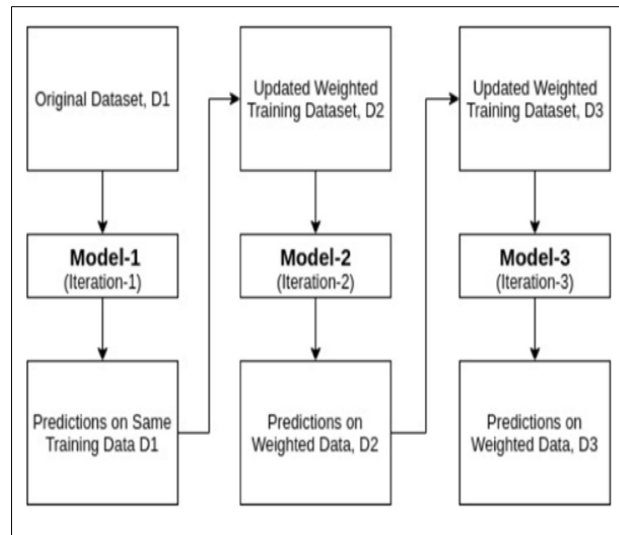 Original Dataset, D1
Model-1
(Iteration-1)
Predictions on Same
Training Data D1
Updated Weighted
Training Dataset, D2
Model-2
(Iteration-2)
Predictions on
Weighted Data, D2
Updated Weighted
Training Dataset, D3
Model-3
(Iteration-3)
Predictions on
Weighted Data, D3